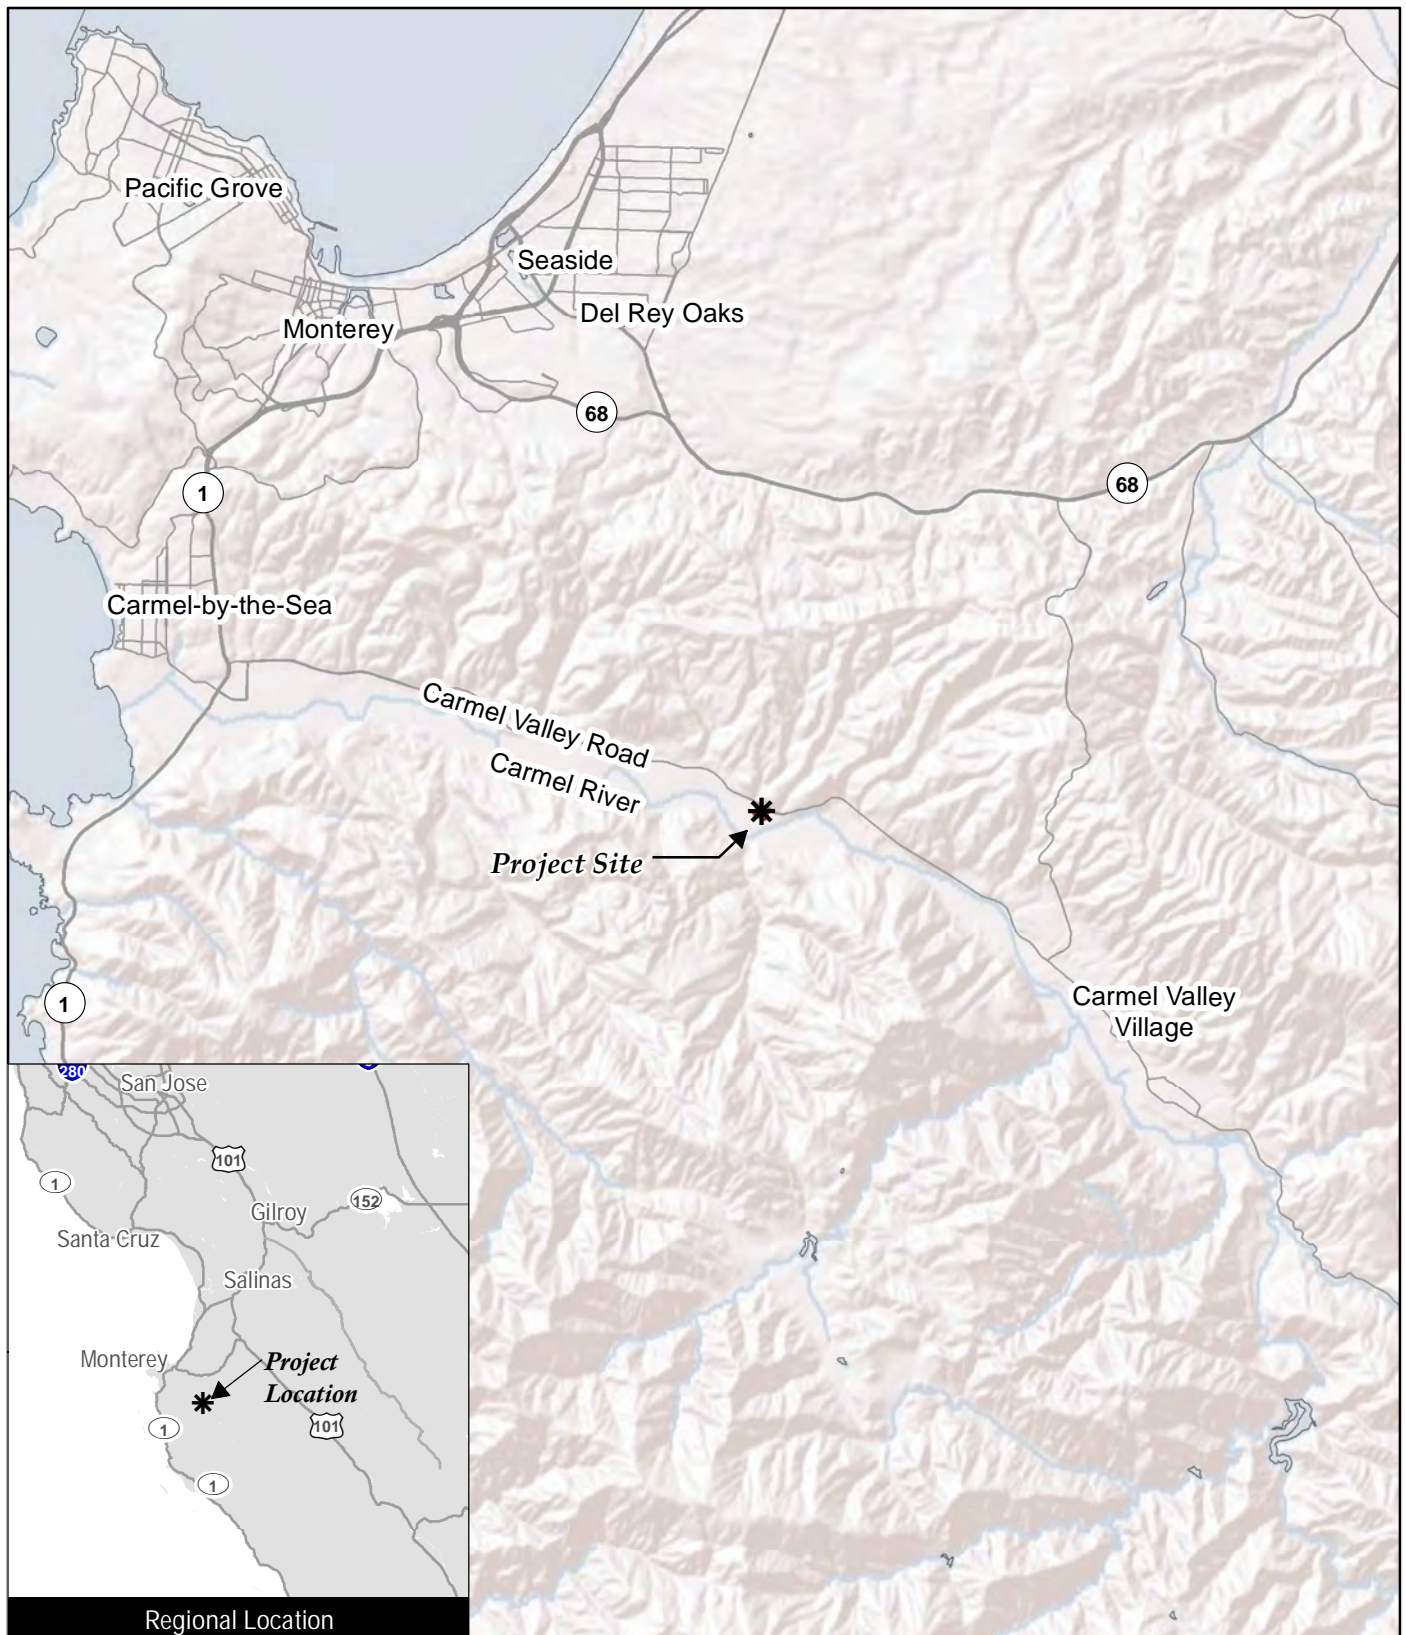 Pacific Grove
Seaside
Del Rey Oaks
Monterey
68
68
1
Carmel-by-the-Sea
Carmel Valley Road
Carmel River
Project Site
Carmel Valley
Village
1
280
San Jose
101
1
152
Gilroy
Santa Cruz
Salinas
Monterey
Project
Location
101
1
1
Regional Location